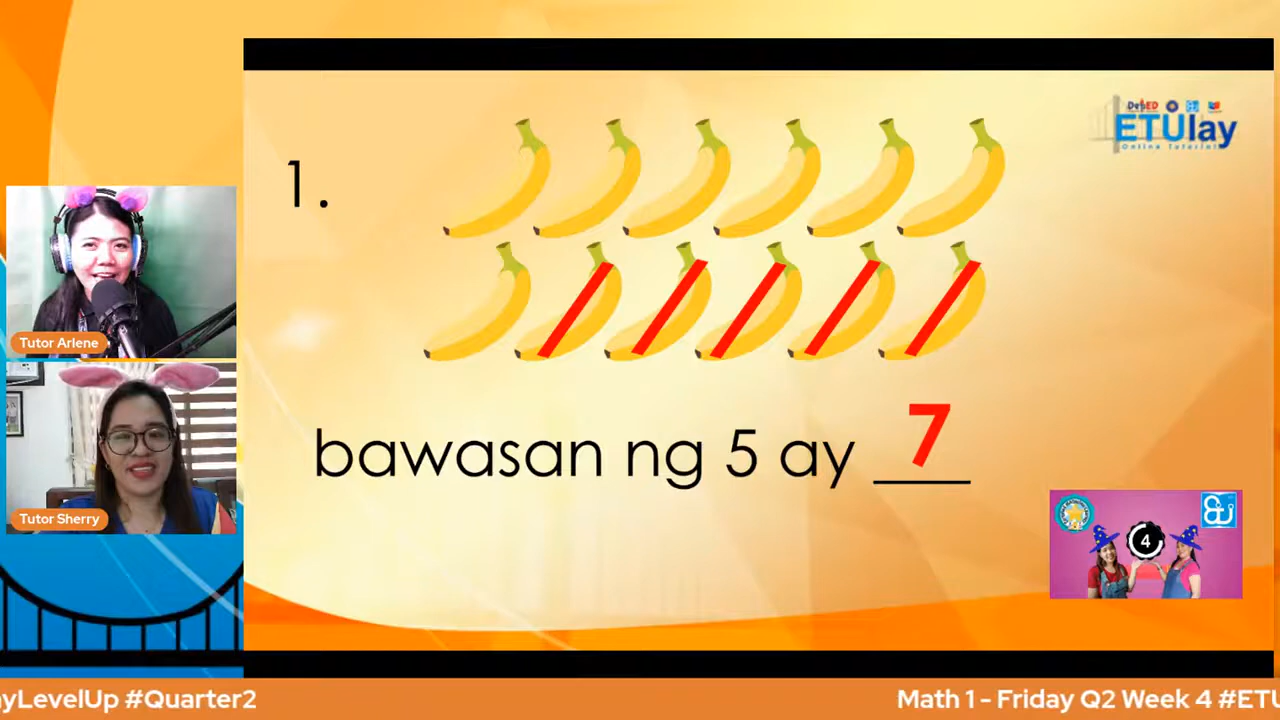 DepED
ETUlay
Online Tutorial
1.
Tutor Arlene
bawasan ng 5 ay 7
Tutor Sherry
4
ayLevelUp #Quarter2
Math 1 - Friday Q2 Week 4 #ETU